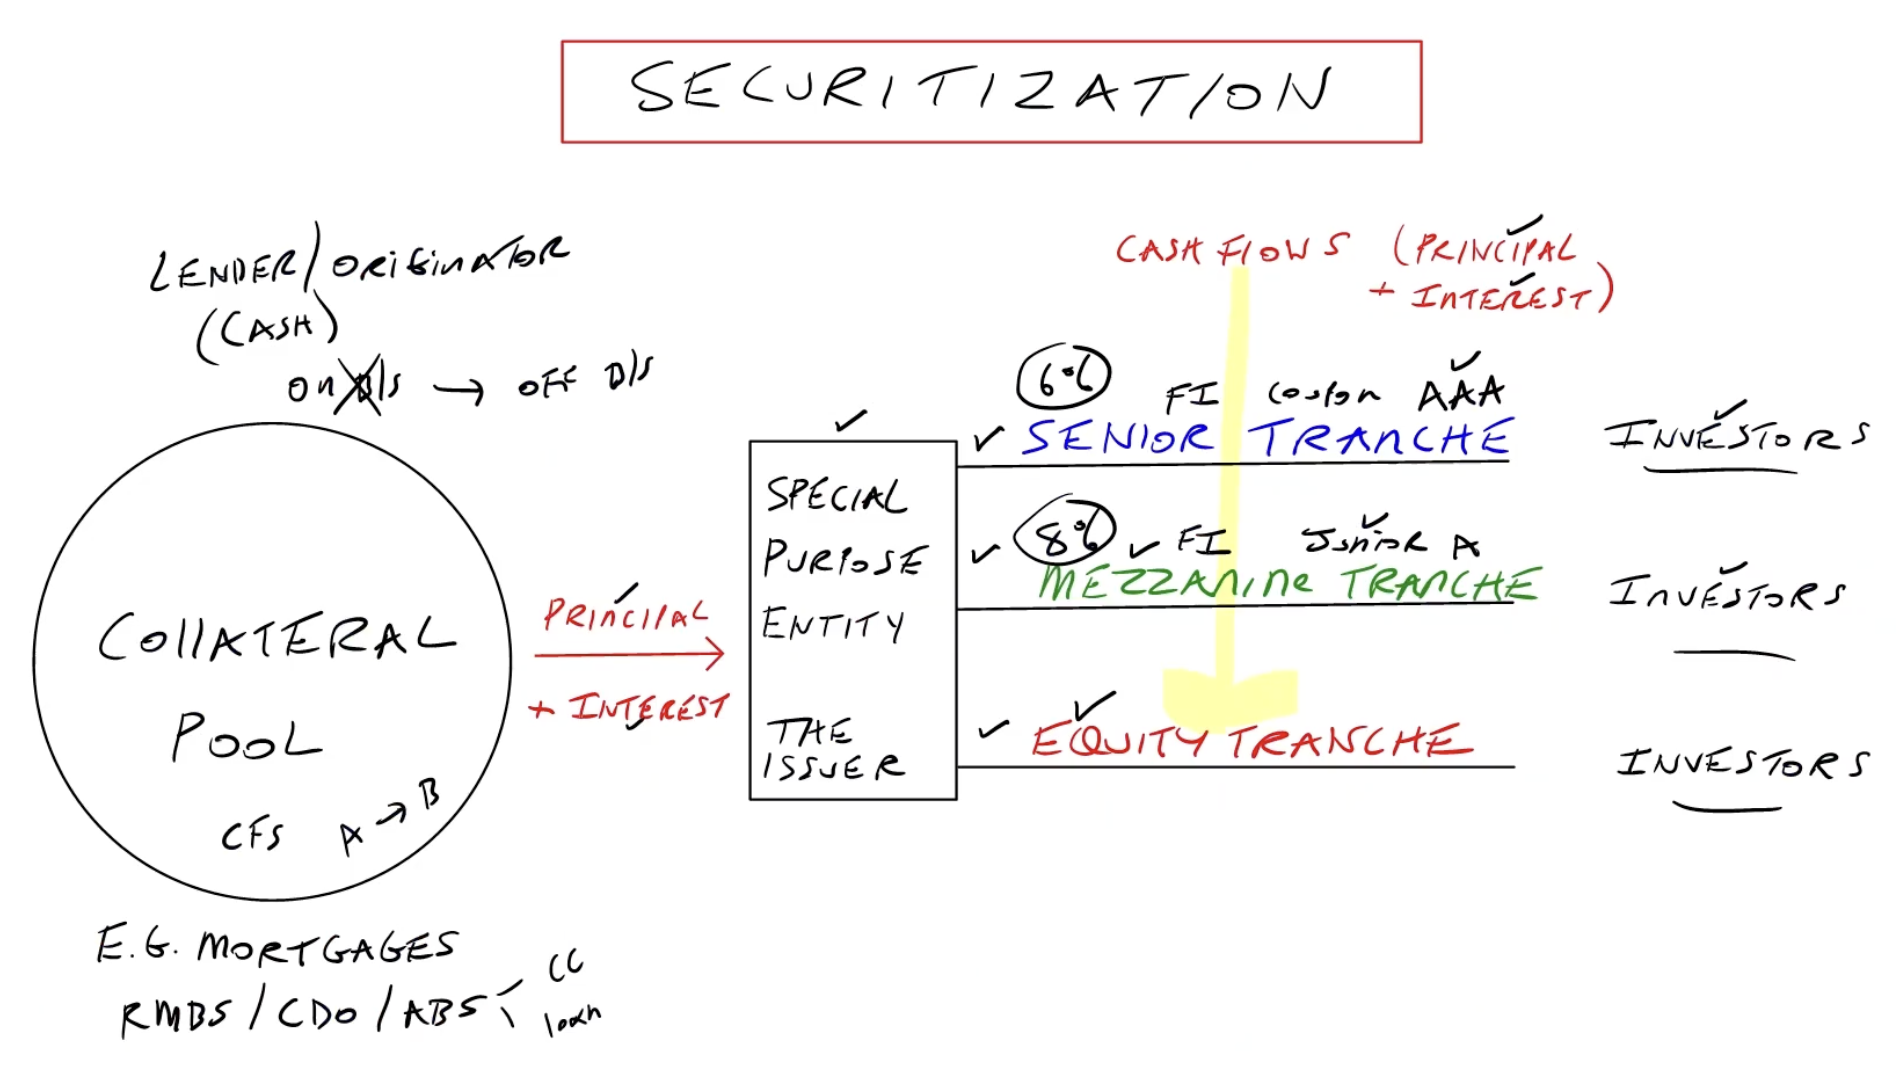 SECURITIZATION
LENDER/ORIGINATOR
(CASH)
ON B/S → OFF B/S
COLLATERAL
POOL
CFS A → B
E.G. MORTGAGES
RMBS / CDO / ABS
CC
loan
PRINCIPAL
+ INTEREST
SPECIAL
PURPOSE
ENTITY
THE
ISSUER
CASH FLOWS (PRINCIPAL
+ INTEREST)
6% FI coupon AAA
SENIOR TRANCHE
INVESTORS
8% FI Junior A
MEZZANINE TRANCHE
INVESTORS
EQUITY TRANCHE
INVESTORS